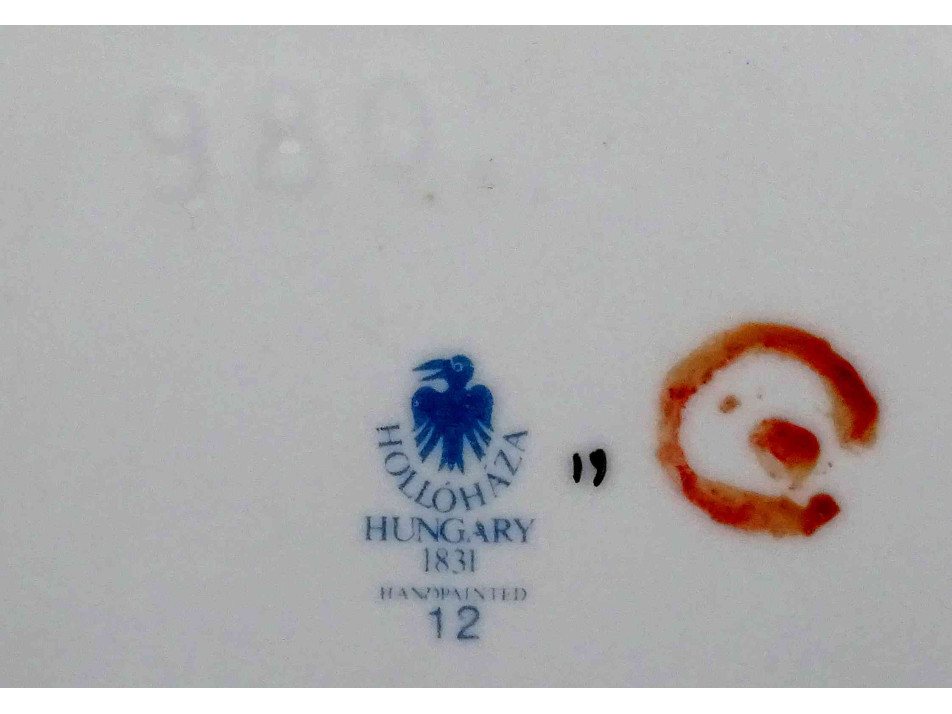 980
HOLLÓHÁZA
HUNGARY
1831
HANDPAINTED
12